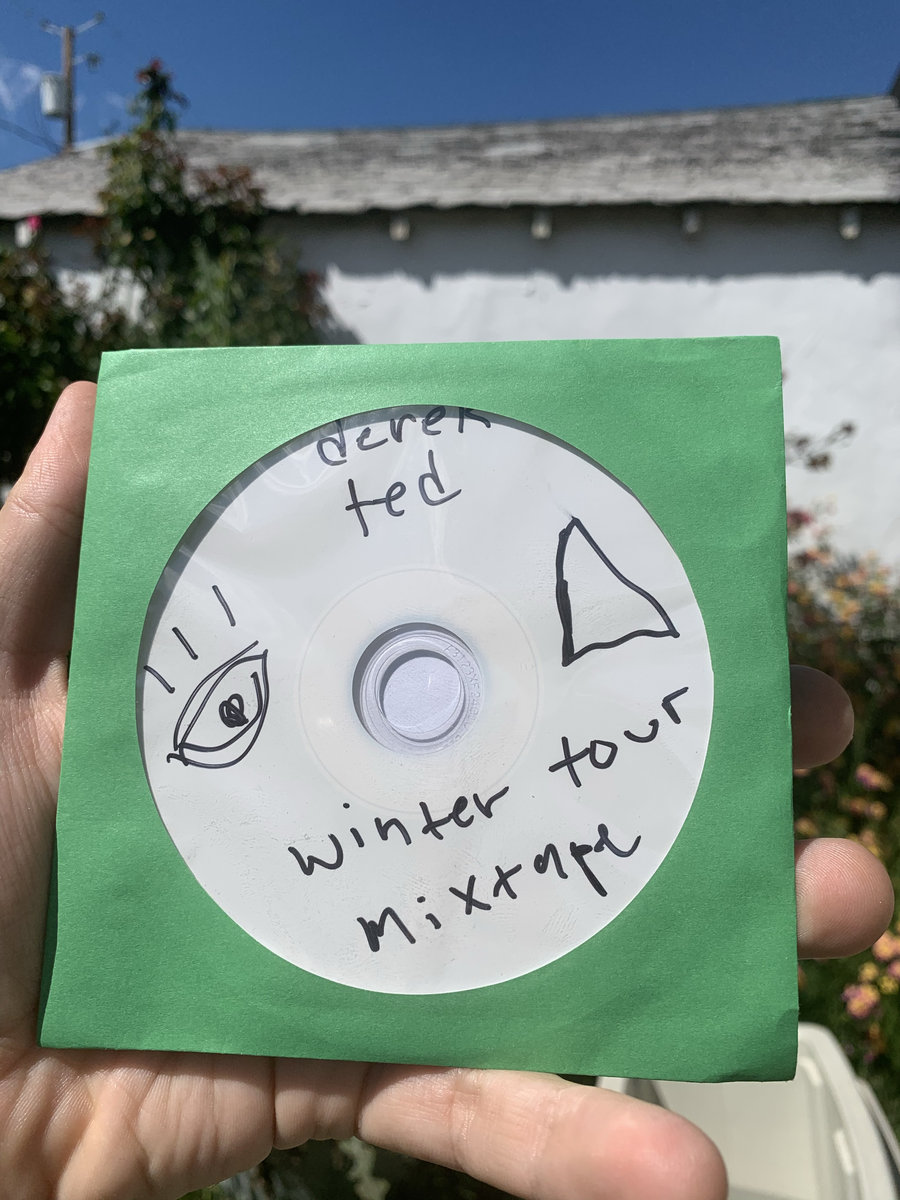 derek
ted
winter tour
mixtape